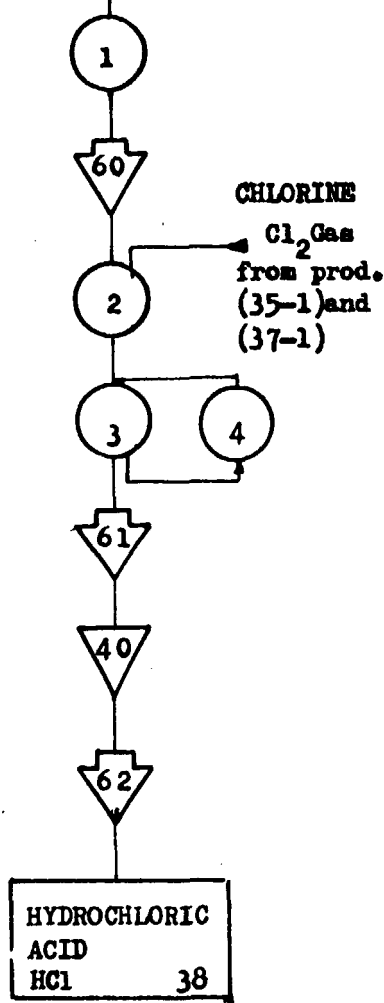 1
60
CHLORINE
Cl2Gas
from prod.
(35-1)and
(37-1)
2
3
4
61
40
62
HYDROCHLORIC
ACID
HCl 38